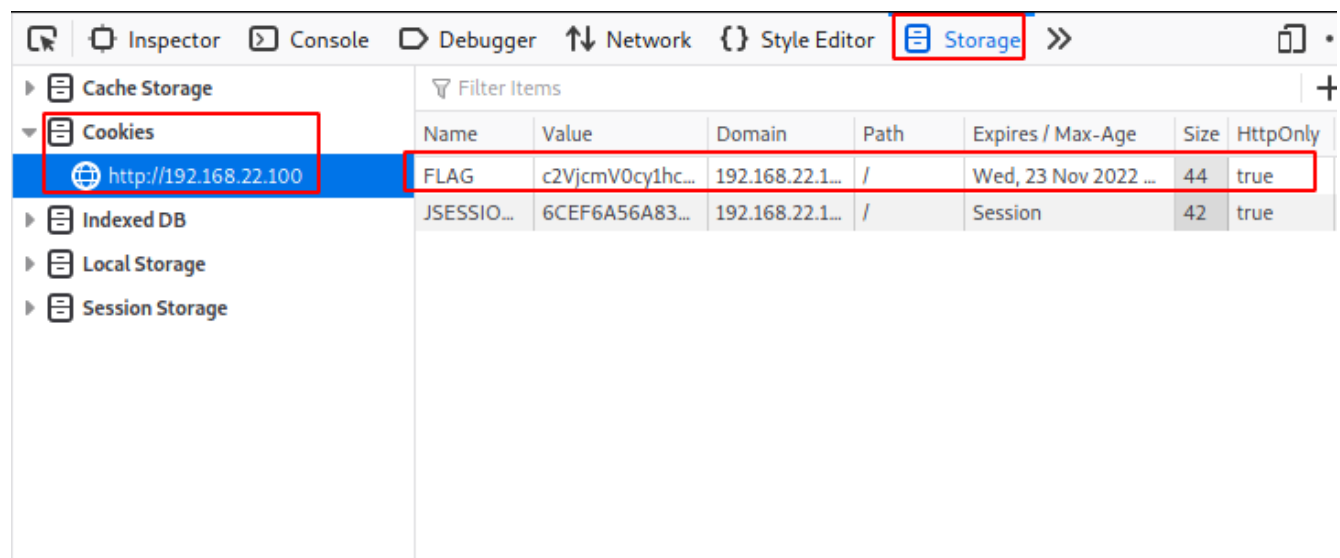 Inspector Console Debugger Network {} Style Editor Storage
Cache Storage
Filter Items
Cookies
Name Value Domain Path Expires / Max-Age Size HttpOnly
http://192.168.22.100
FLAG c2VjcmV0cy1hc... 192.168.22.1... / Wed, 23 Nov 2022 ... 44 true
JSESSIO... 6CEF6A56A83... 192.168.22.1... / Session 42 true
Indexed DB
Local Storage
Session Storage